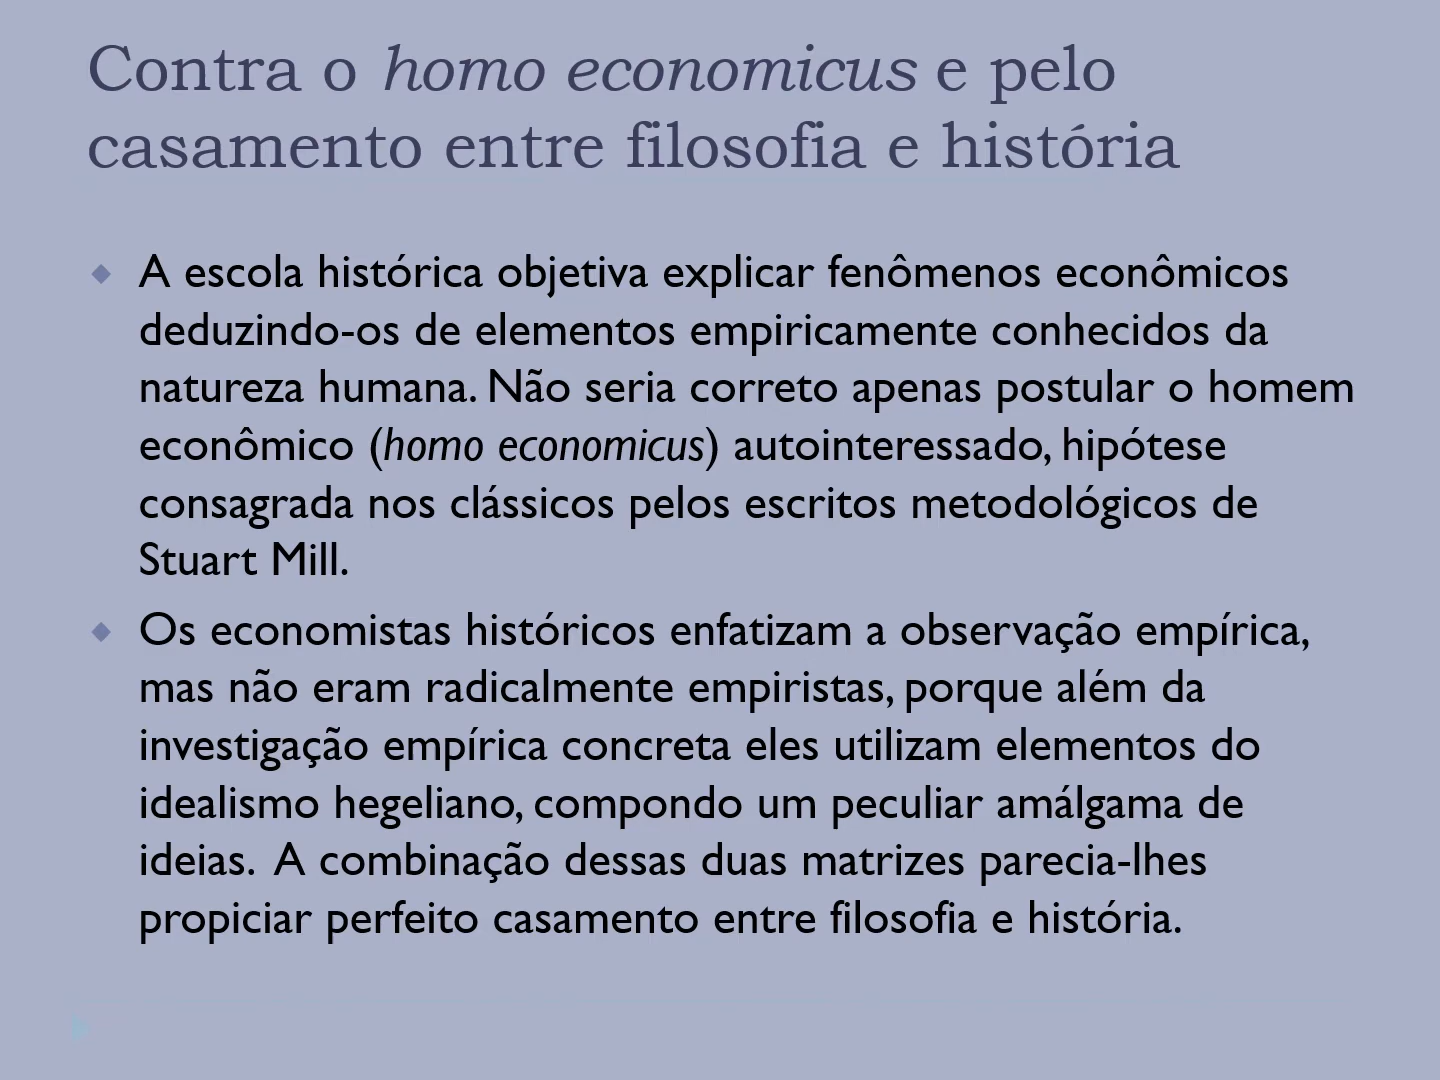 Contra o homo economicus e pelo
casamento entre filosofia e história
A escola histórica objetiva explicar fenômenos econômicos
deduzindo-os de elementos empiricamente conhecidos da
natureza humana. Não seria correto apenas postular o homem
econômico (homo economicus) autointeressado, hipótese
consagrada nos clássicos pelos escritos metodológicos de
Stuart Mill.
Os economistas históricos enfatizam a observação empírica,
mas não eram radicalmente empiristas, porque além da
investigação empírica concreta eles utilizam elementos do
idealismo hegeliano, compondo um peculiar amálgama de
ideias.  A combinação dessas duas matrizes parecia-lhes
propiciar perfeito casamento entre filosofia e história.